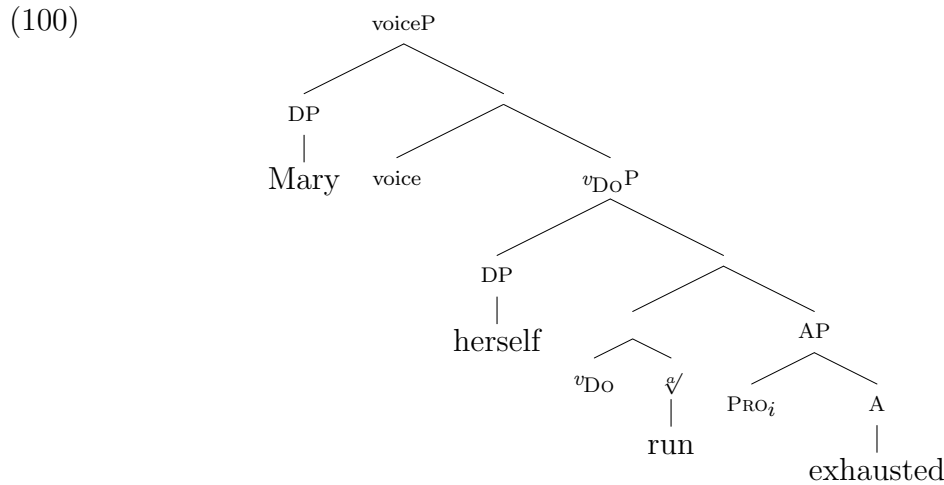 (100)
voiceP
DP
Mary voice vDoP
DP
herself AP
vDo √ PROi A
run
exhausted